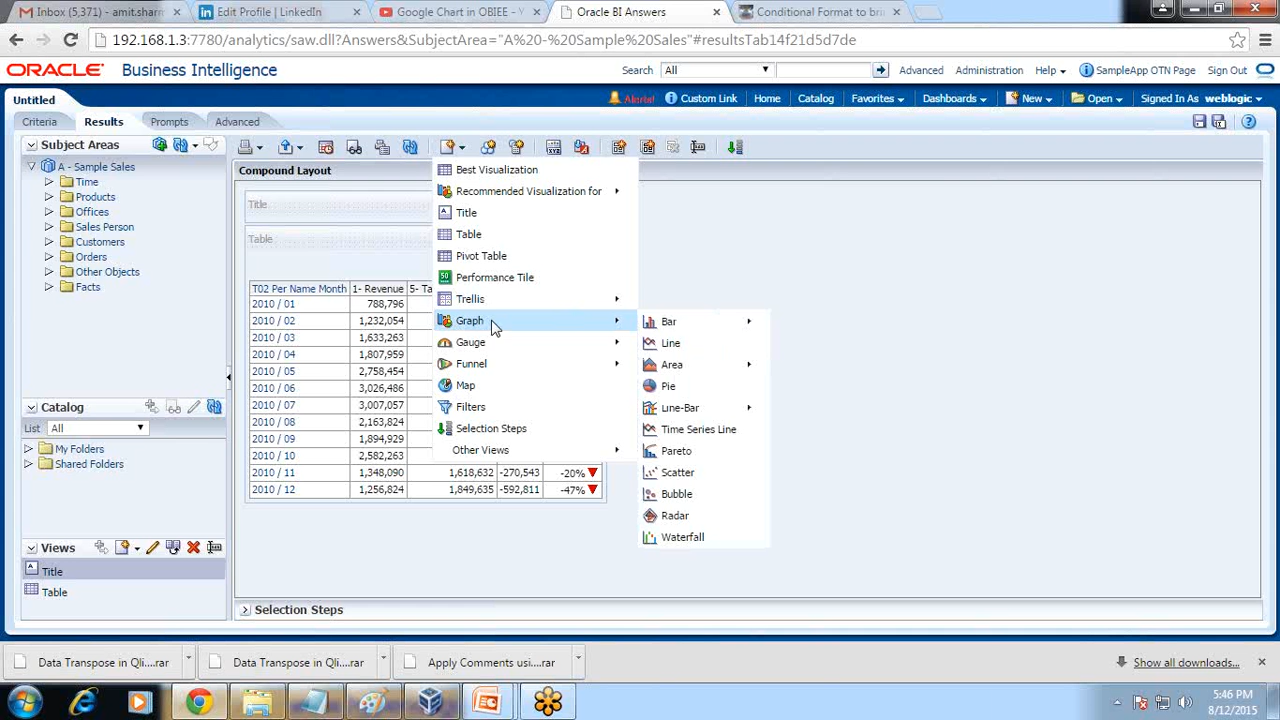 Inbox (5,371) - amit.sharm
Edit Profile | LinkedIn
Google Chart in OBIEE -
Oracle BI Answers
Conditional Format to bri
192.168.1.3:7780/analytics/saw.dll?Answers&SubjectArea="A%20-%20Sample%20Sales"#resultsTab14f21d5d7de
ORACLE Business Intelligence
Search All Advanced Administration Help SampleApp OTN Page Sign Out
Untitled
Alerts! Custom Link Home Catalog Favorites Dashboards New Open Signed In As weblogic
Criteria Results Prompts Advanced
Subject Areas
A - Sample Sales
Time
Products
Offices
Sales Person
Customers
Orders
Other Objects
Facts
Catalog
List All
My Folders
Shared Folders
Views
Title
Table
Compound Layout
Title
Table
T02 Per Name Month 1- Revenue 5- Ta
2010 / 01 788,796
2010 / 02 1,232,054
2010 / 03 1,633,263
2010 / 04 1,807,959
2010 / 05 2,758,454
2010 / 06 3,026,486
2010 / 07 3,007,057
2010 / 08 2,163,824
2010 / 09 1,894,929
2010 / 10 2,582,263
2010 / 11 1,348,090 1,618,632 -270,543 -20%
2010 / 12 1,256,824 1,849,635 -592,811 -47%
Best Visualization
Recommended Visualization for
Title
Table
Pivot Table
50
Performance Tile
Trellis
Graph
Gauge
Funnel
Map
Filters
Selection Steps
Other Views
Bar
Line
Area
Pie
Line-Bar
Time Series Line
Pareto
Scatter
Bubble
Radar
Waterfall
Selection Steps
Data Transpose in Qli....rar
Data Transpose in Qli....rar
Apply Comments usi....rar
Show all downloads...
5:46 PM
8/12/2015